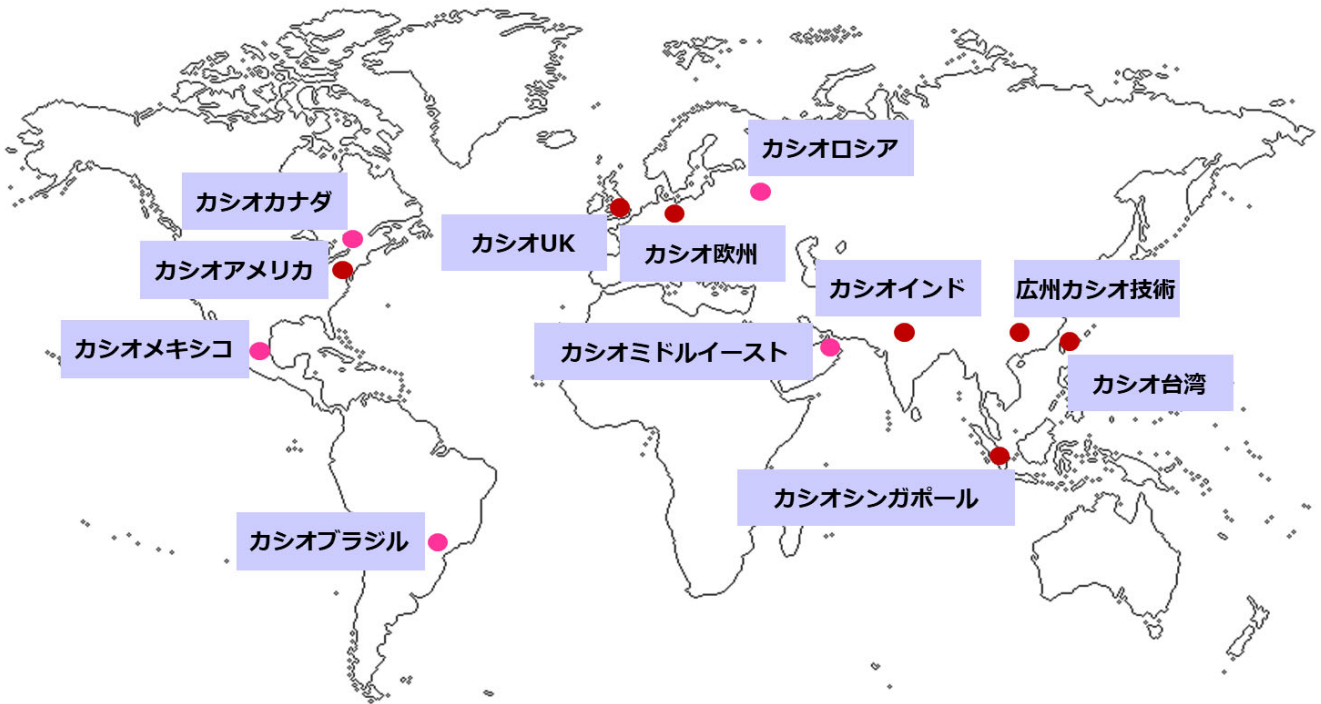 カシオロシア
カシオカナダ
カシオUK
カシオ欧州
カシオアメリカ
カシオインド
広州カシオ技術
カシオメキシコ
カシオミドルイースト
カシオ台湾
カシオシンガポール
カシオブラジル